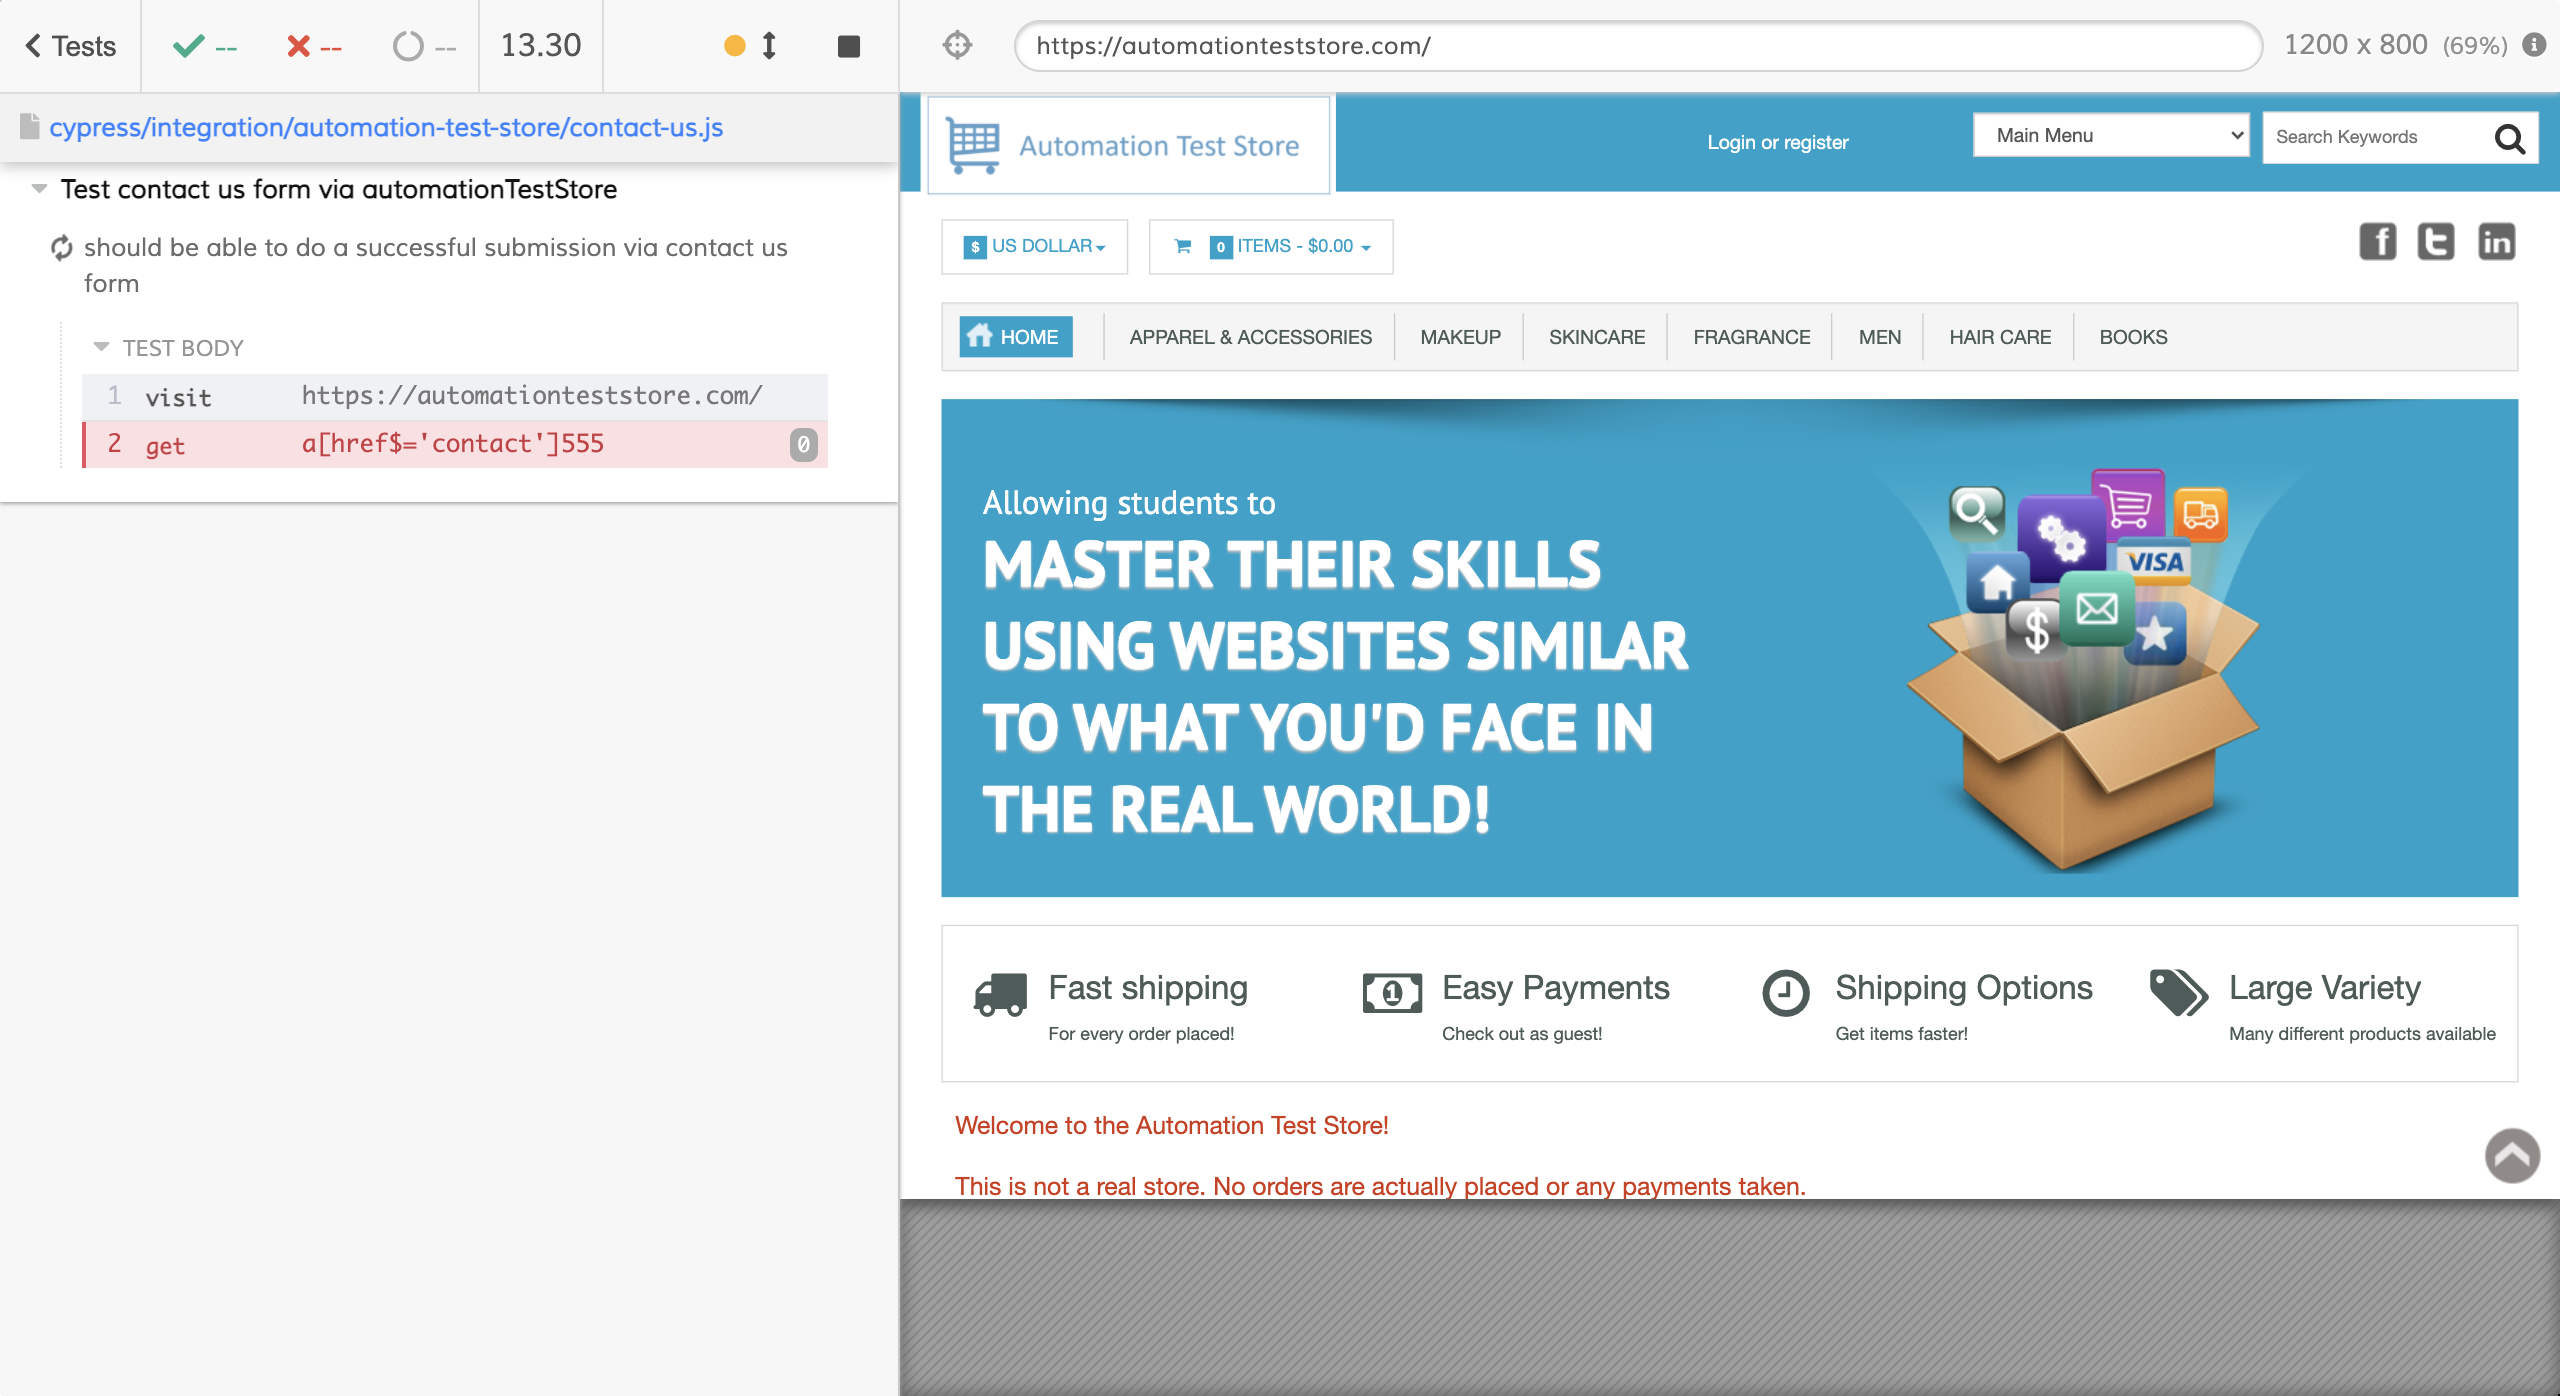 Tests
--
--
--
13.30
https://automationteststore.com/
1200 x 800 (69%)
cypress/integration/automation-test-store/contact-us.js
Test contact us form via automationTestStore
should be able to do a successful submission via contact us
form
TEST BODY
1 visit https://automationteststore.com/
2 get a[href$='contact']555 0
Automation Test Store
Login or register
Main Menu
Search Keywords
$ US DOLLAR
0 ITEMS - $0.00
HOME
APPAREL & ACCESSORIES
MAKEUP
SKINCARE
FRAGRANCE
MEN
HAIR CARE
BOOKS
Allowing students to
MASTER THEIR SKILLS
USING WEBSITES SIMILAR
TO WHAT YOU'D FACE IN
THE REAL WORLD!
VISA
$
Fast shipping
For every order placed!
Easy Payments
Check out as guest!
Shipping Options
Get items faster!
Large Variety
Many different products available
Welcome to the Automation Test Store!
This is not a real store. No orders are actually placed or any payments taken.